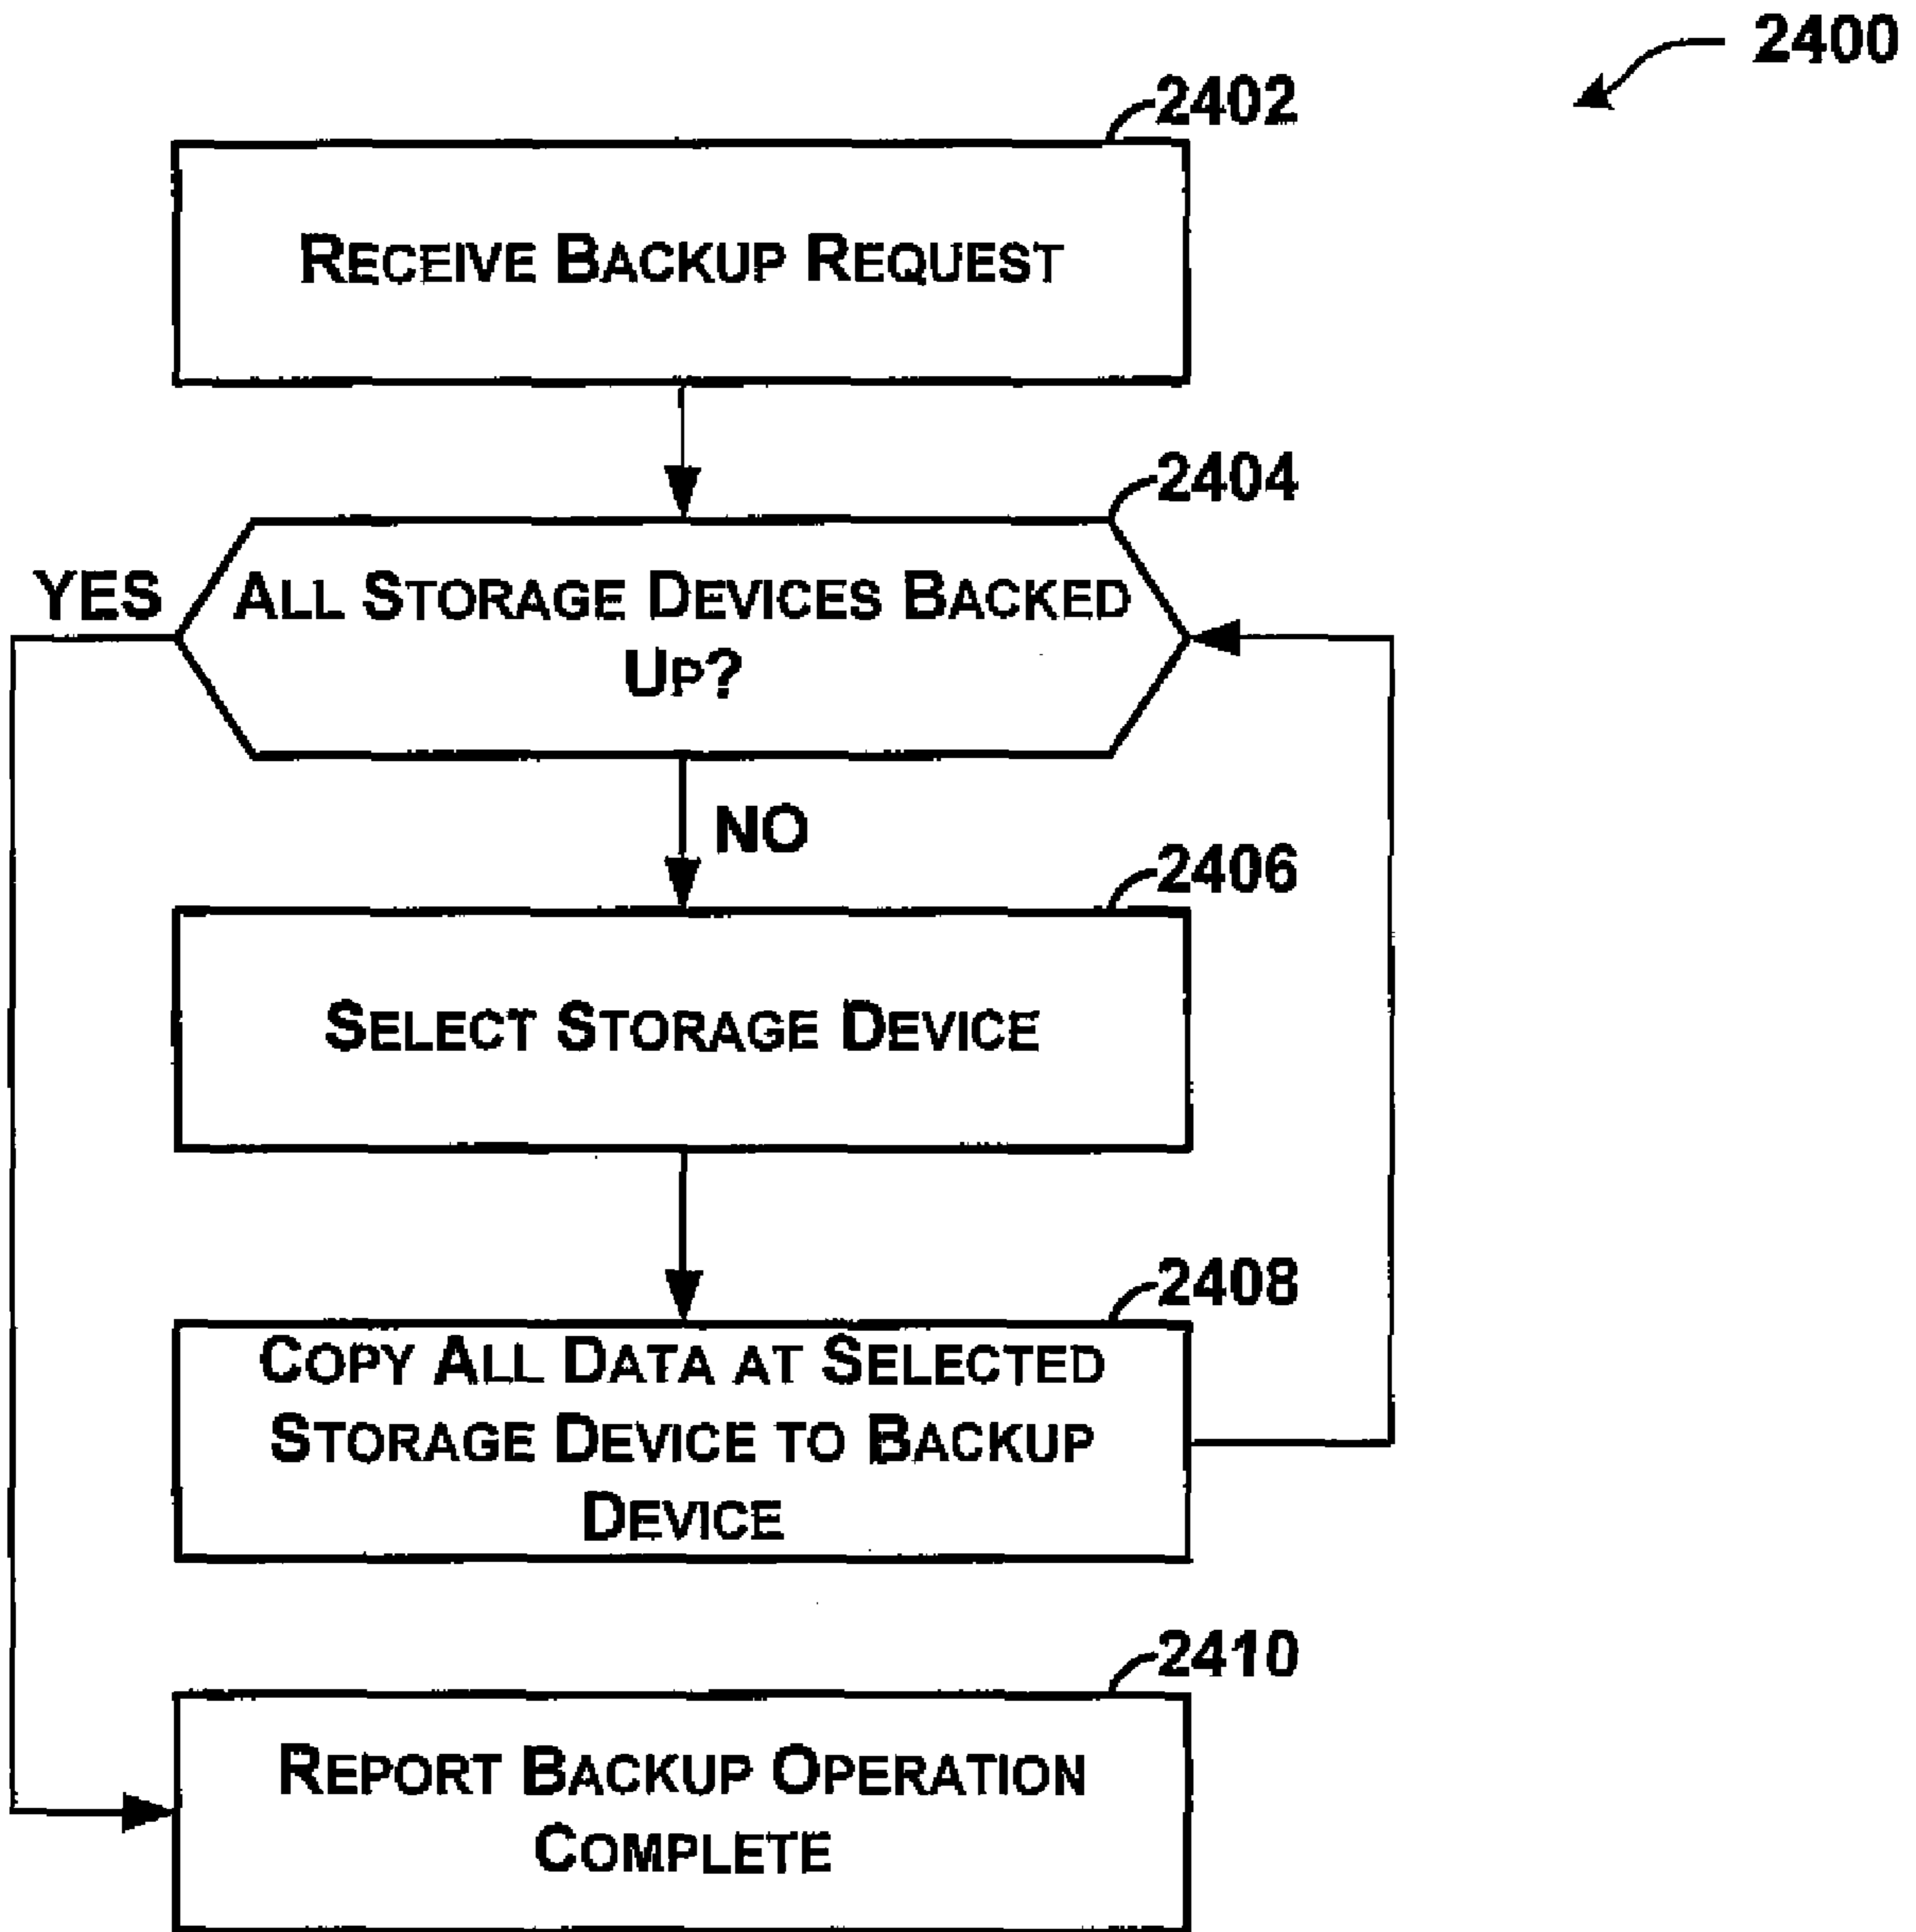 2400
2402
RECEIVE BACKUP REQUEST
2404
YES
ALL STORAGE DEVICES BACKED
UP?
NO
2406
SELECT STORAGE DEVICE
2408
COPY ALL DATA AT SELECTED
STORAGE DEVICE TO BACKUP
DEVICE
2410
REPORT BACKUP OPERATION
COMPLETE